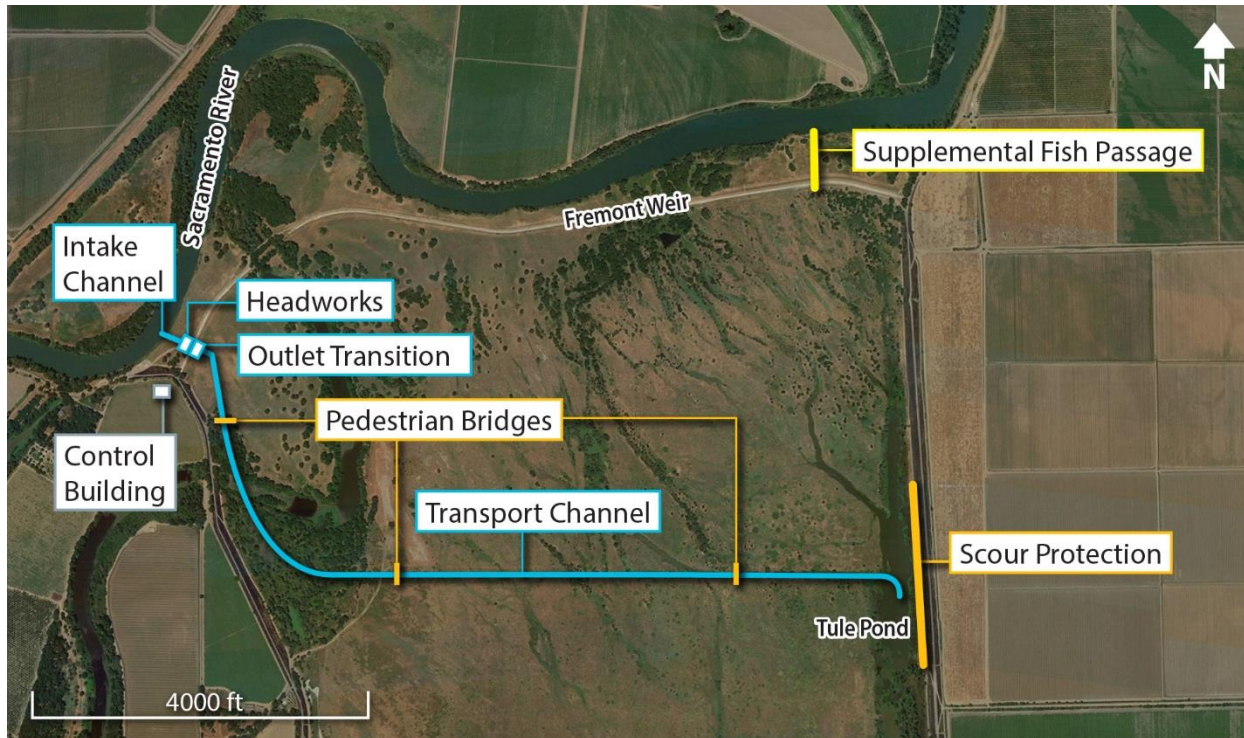 N
Sacramento River
Supplemental Fish Passage
Fremont Weir
Intake
Channel
Headworks
Outlet Transition
Pedestrian Bridges
Control
Building
Transport Channel
Scour Protection
Tule Pond
4000 ft